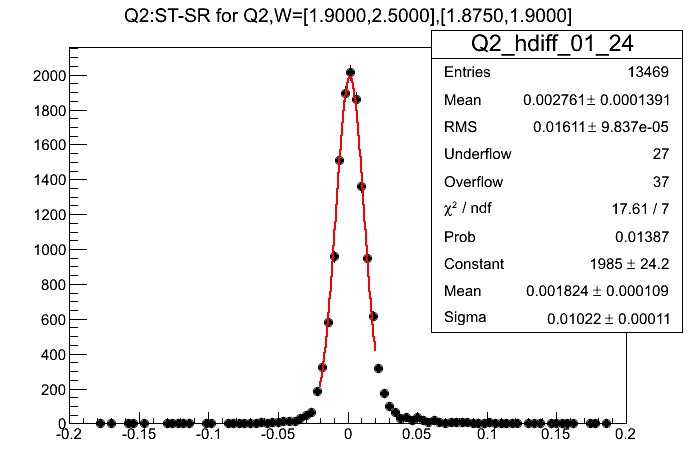 Q2:ST-SR for Q2,W=[1.9000,2.5000],[1.8750,1.9000]
Q2_hdiff_01_24
Entries 13469
Mean 0.002761± 0.0001391
RMS 0.01611± 9.837e-05
Underflow 27
Overflow 37
χ² / ndf 17.61 / 7
Prob 0.01387
Constant 1985 ± 24.2
Mean 0.001824 ± 0.000109
Sigma 0.01022 ± 0.00011
2000
1800
1600
1400
1200
1000
800
600
400
200
0
-0.2 -0.15 -0.1 -0.05 0 0.05 0.1 0.15 0.2